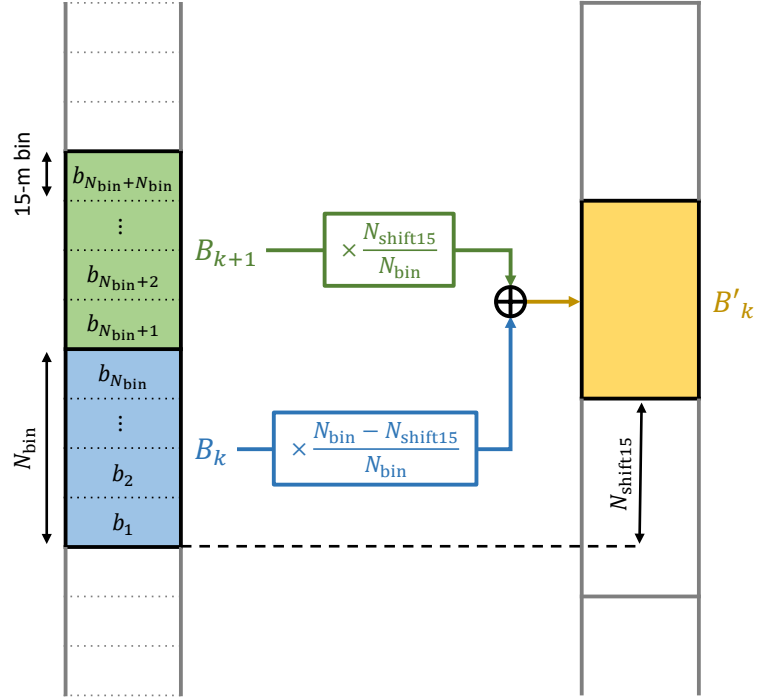 15-m bin
N_bin
b_{N_bin+N_bin}
⋮
b_{N_bin+2}
b_{N_bin+1}
b_{N_bin}
⋮
b_2
b_1
B_{k+1}
× N_shift15 / N_bin
B_k
× (N_bin − N_shift15) / N_bin
B′_k
N_shift15